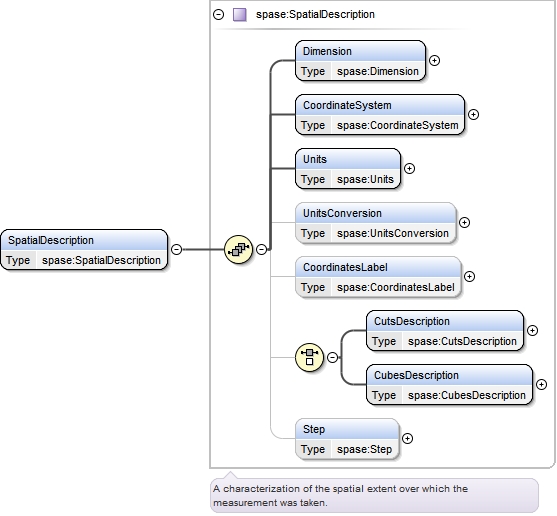 spase:SpatialDescription
Dimension
Type spase:Dimension
CoordinateSystem
Type spase:CoordinateSystem
Units
Type spase:Units
SpatialDescription
Type spase:SpatialDescription
UnitsConversion
Type spase:UnitsConversion
CoordinatesLabel
Type spase:CoordinatesLabel
CutsDescription
Type spase:CutsDescription
CubesDescription
Type spase:CubesDescription
Step
Type spase:Step
A characterization of the spatial extent over which the
measurement was taken.